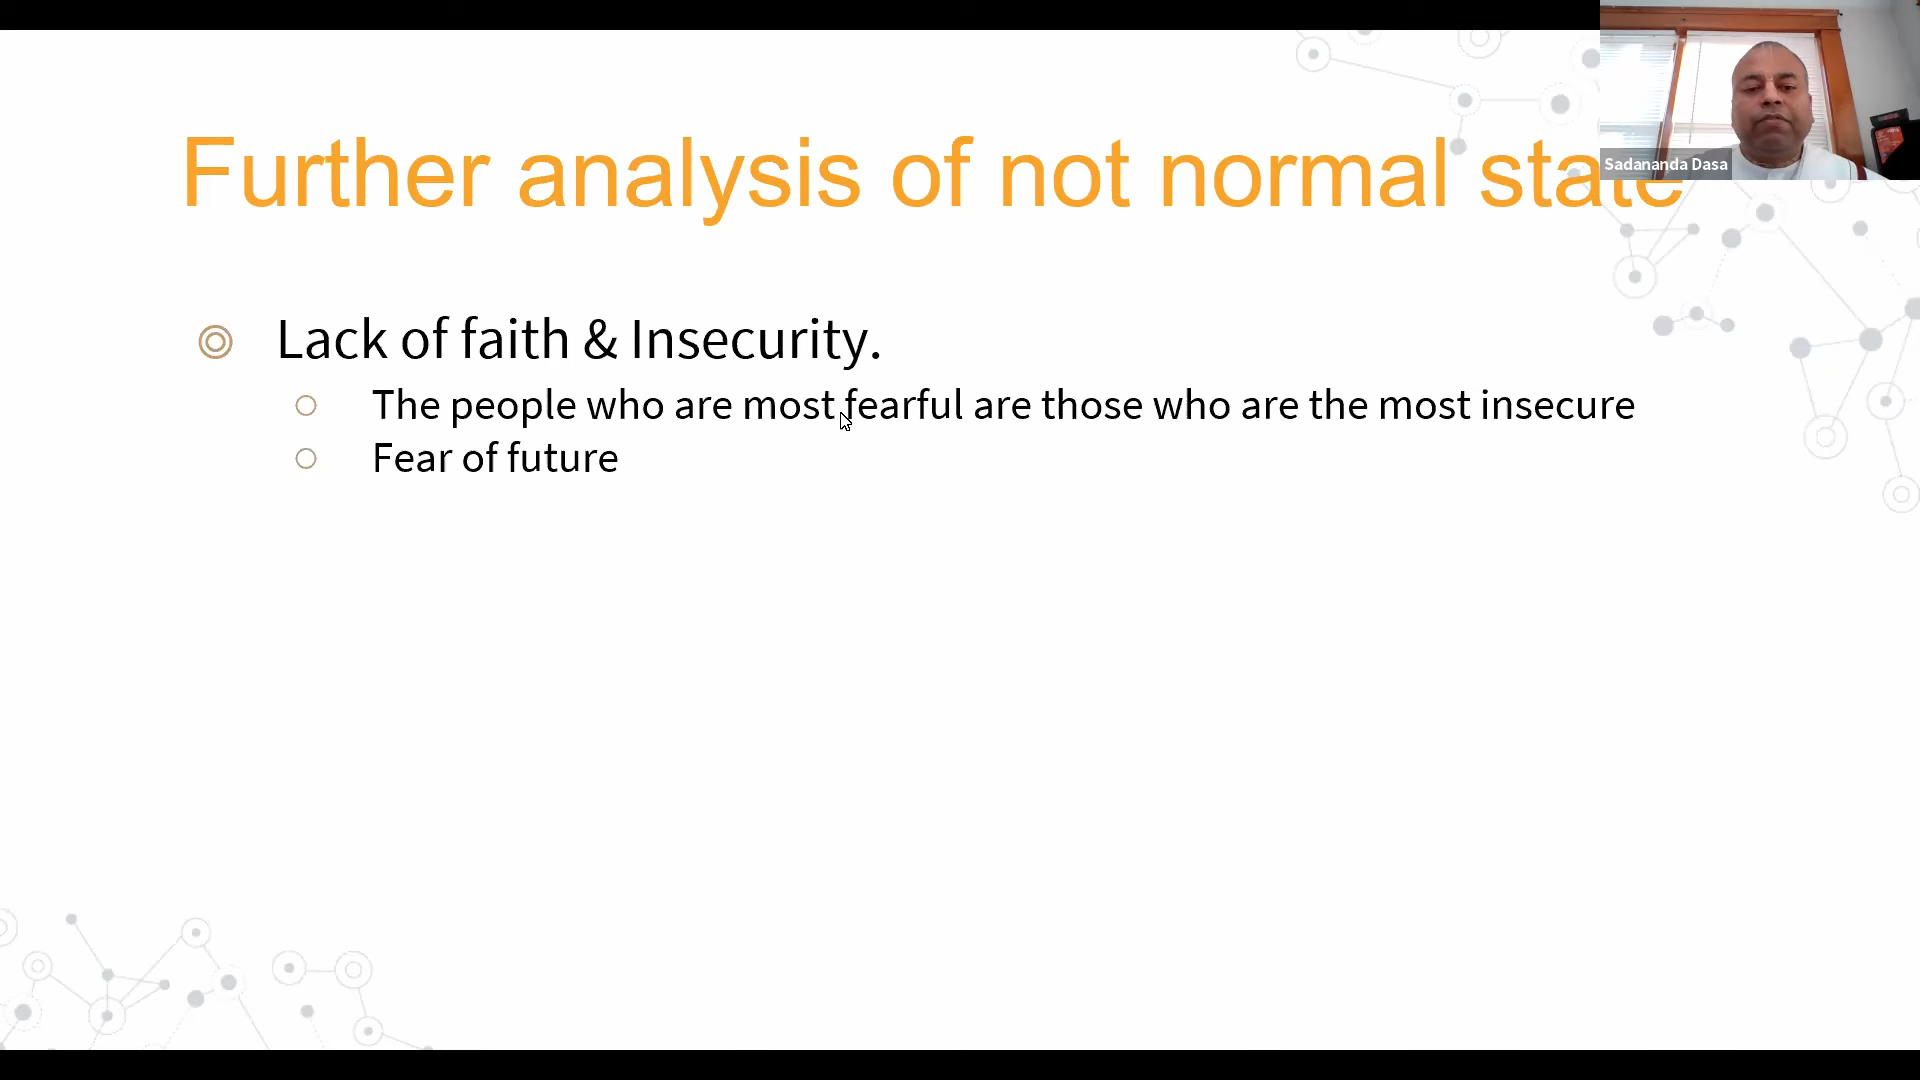 Further analysis of not normal state
Sadananda Dasa
Lack of faith & Insecurity.
The people who are most fearful are those who are the most insecure
Fear of future